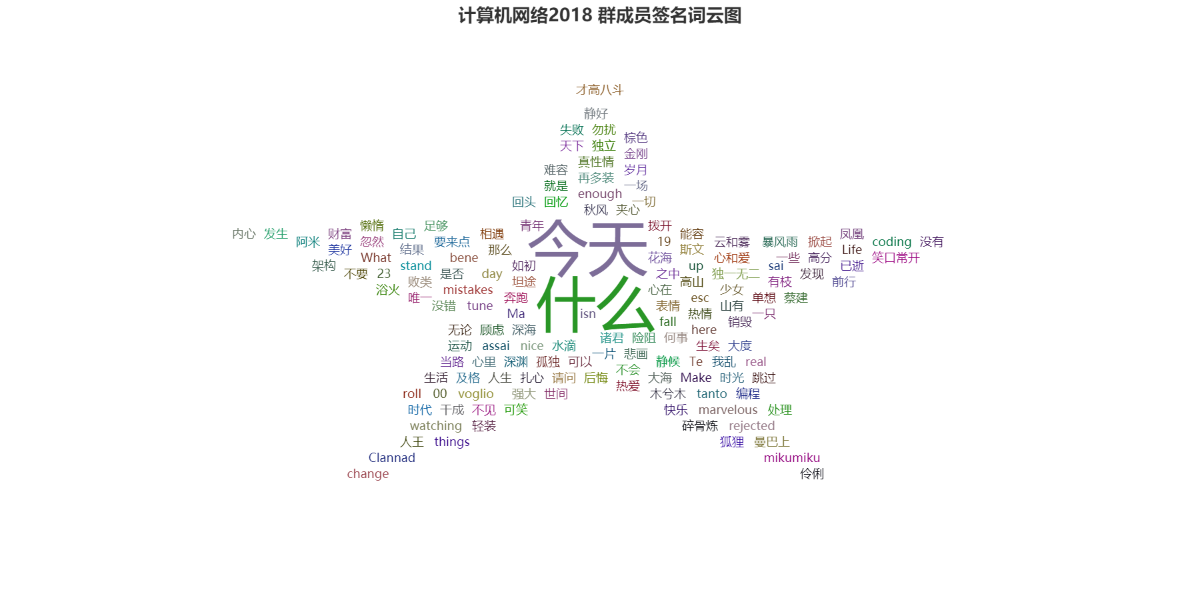 计算机网络2018 群成员签名词云图
才高八斗
静好
失败 勿扰 棕色
天下 独立 金刚
难容 真性情 岁月
就是 再多装 一场
回头 回忆 enough 一切
秋风 夹心
内心 发生 阿米 财富 懒惰 自己 足够 相遇 青年 今天 拨开 能容 云和雾 暴风雨 掀起 凤凰 coding 没有
美好 忽然 结果 要来点 那么 19 斯文 Life
架构 What stand bene 如初 花海 up 心和爱 sai 一些 高分 已逝 笑口常开
不要 23 败类 是否 day 坦途 之中 高山 独一无二 有枝 发现 前行
浴火 唯一 mistakes 奔跑 什么 心在 esc 少女 单想 蔡建
没错 tune Ma isn 表情 热情 山有 一只
fall 销毁
无论 顾虑 深海 here
运动 assai nice 水滴 诸君 险阻 何事 生矣 大度
当路 心里 深渊 孤独 可以 一片 悲画 静候 Te 我乱 real
生活 及格 人生 扎心 请问 后悔 不会 大海 Make 时光 跳过
roll 00 voglio 强大 世间 热爱 木兮木 tanto 编程
时代 干成 不见 可笑 快乐 marvelous 处理
watching 轻装 碎骨炼 rejected
人王 things 狐狸 曼巴上
Clannad mikumiku
change 伶俐